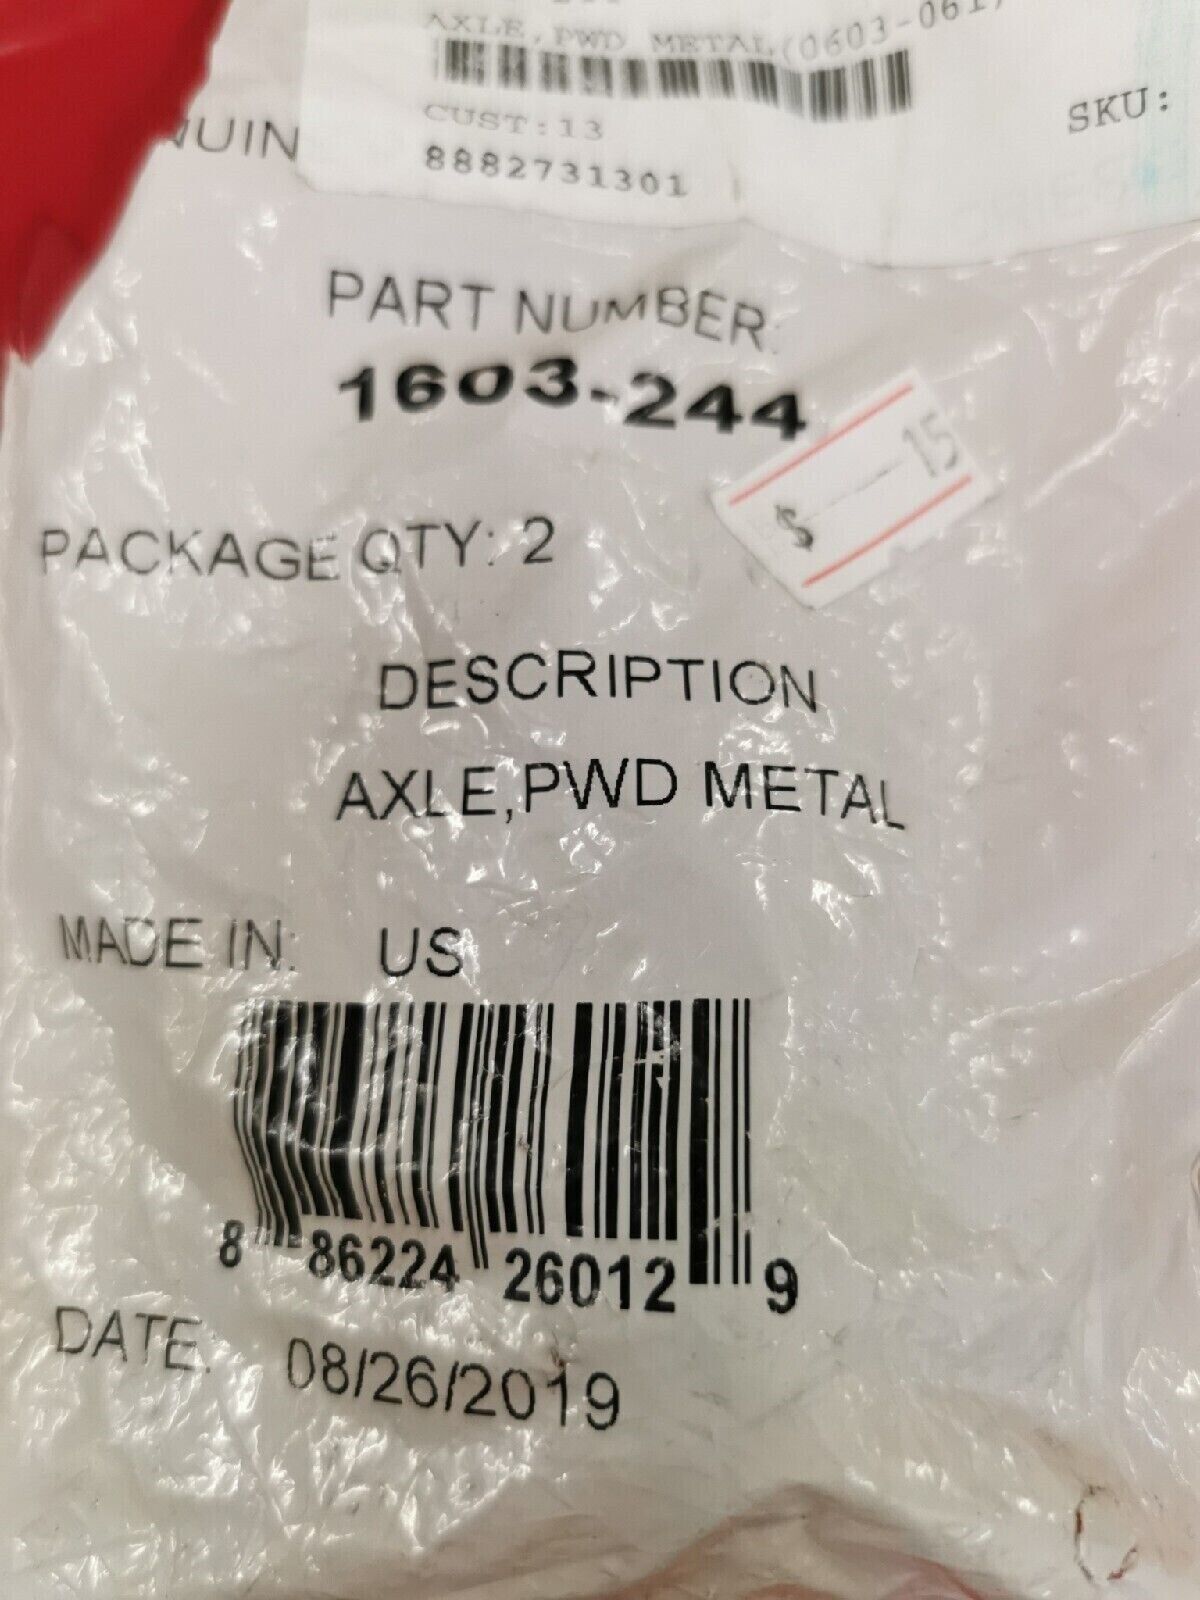 AXLE,PWD METAL(0603-061)
CUST:13
SKU:
8882731301
NUIN
PART NUMBER:
1603-244
$ — 15
PACKAGE QTY: 2
DESCRIPTION
AXLE,PWD METAL
MADE IN: US
8 86224 26012 9
DATE: 08/26/2019